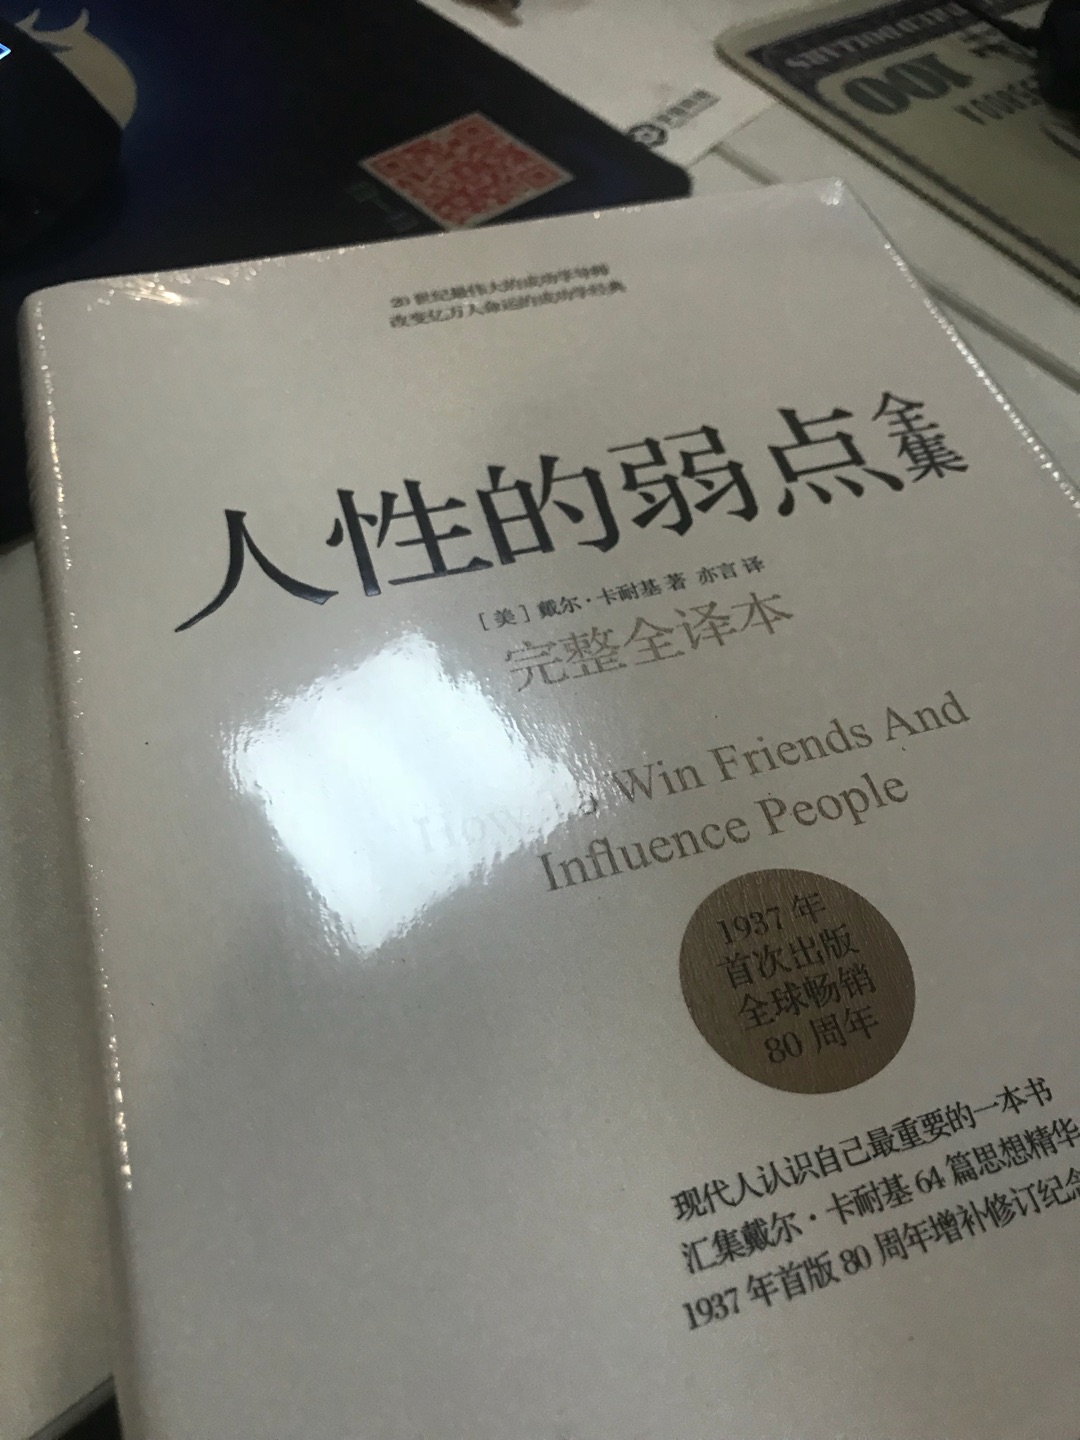 20世纪最伟大的成功学导师
改变亿万人命运的成功学经典
人性的弱点全集
[美]戴尔·卡耐基 著 亦言 译
完整全译本
How To Win Friends And
Influence People
1937年
首次出版
全球畅销
80周年
现代人认识自己最重要的一本书
汇集戴尔·卡耐基64篇思想精华
1937年首版80周年增补修订纪念
100